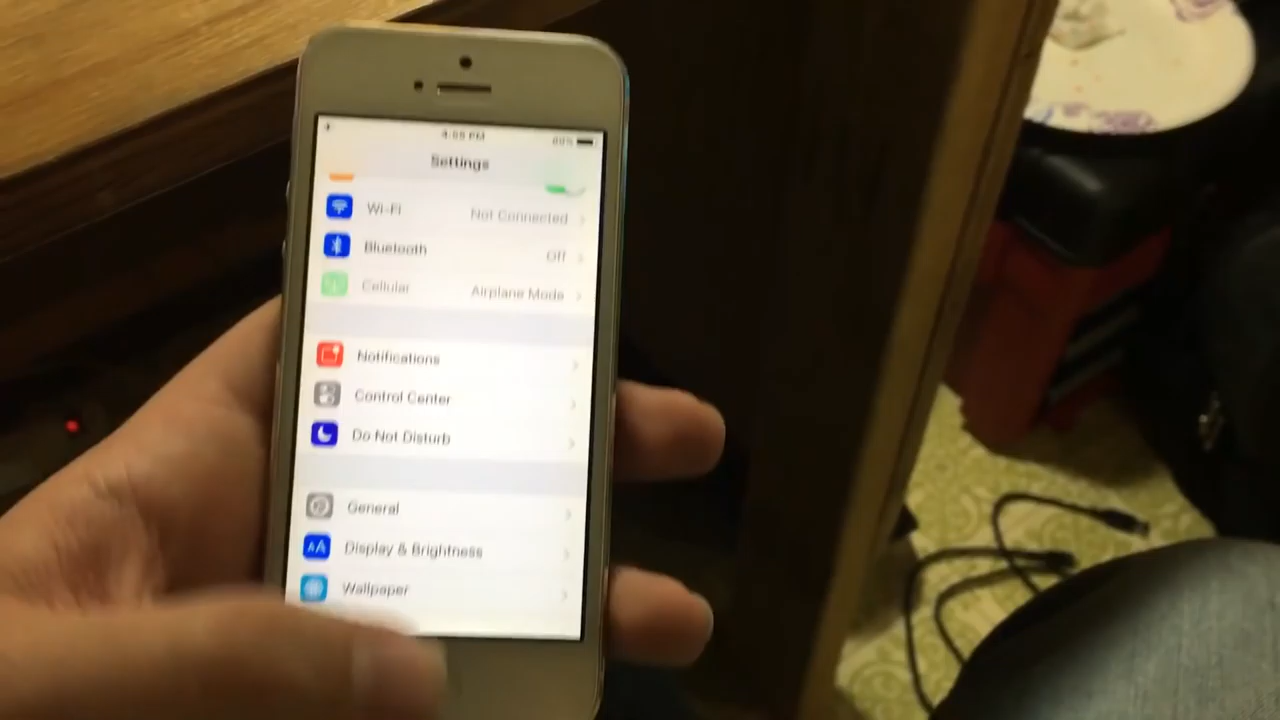 Settings
Wi-Fi Not Connected
Bluetooth Off
Cellular Airplane Mode
Notifications
Control Center
Do Not Disturb
General
AA Display & Brightness
Wallpaper